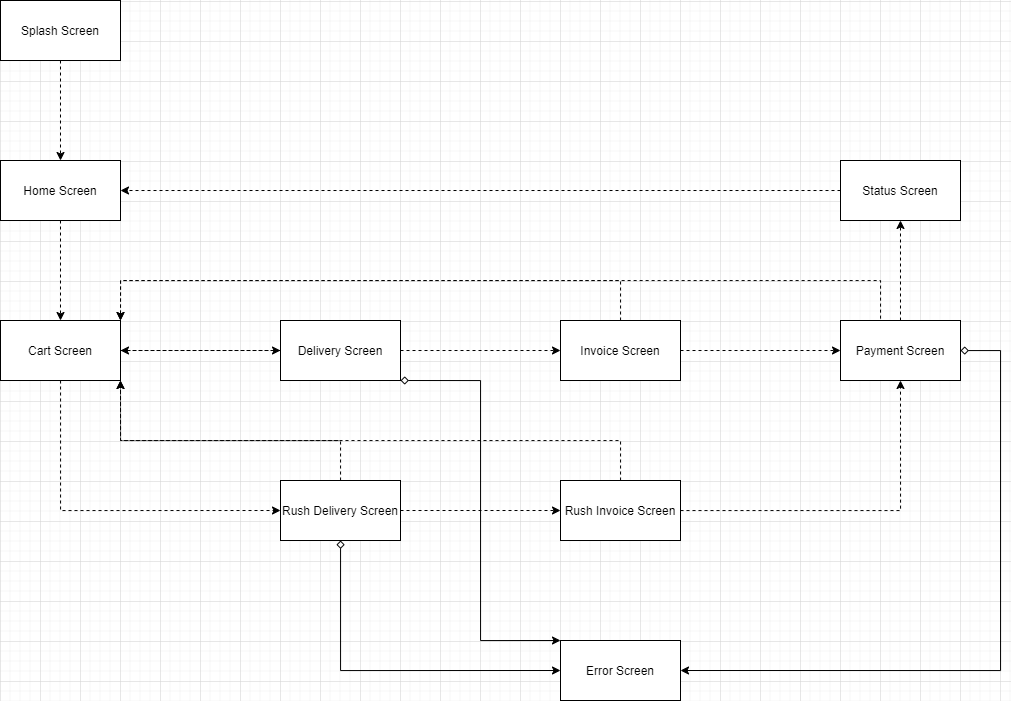 Splash Screen
Home Screen
Status Screen
Cart Screen
Delivery Screen
Invoice Screen
Payment Screen
Rush Delivery Screen
Rush Invoice Screen
Error Screen